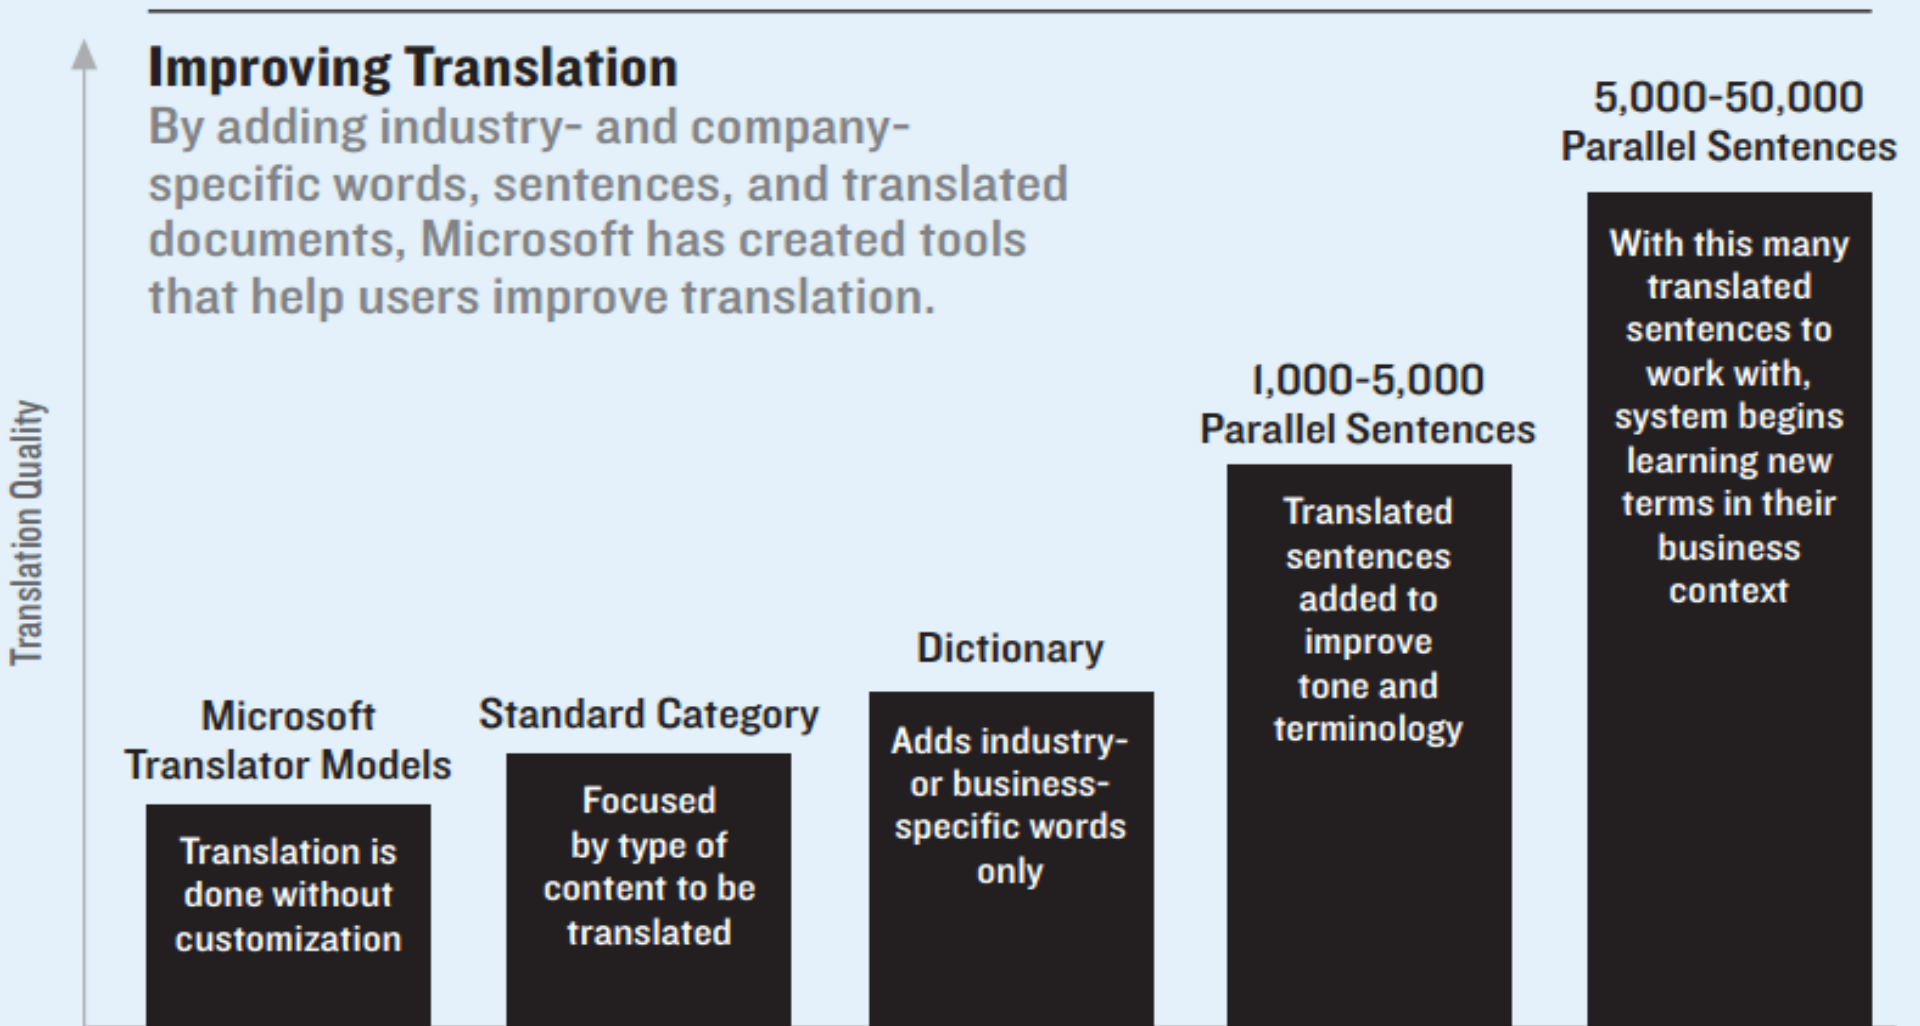 Improving Translation
By adding industry- and company-
specific words, sentences, and translated
documents, Microsoft has created tools
that help users improve translation.
Translation Quality
Microsoft
Translator Models
Translation is
done without
customization
Standard Category
Focused
by type of
content to be
translated
Dictionary
Adds industry-
or business-
specific words
only
1,000-5,000
Parallel Sentences
Translated
sentences
added to
improve
tone and
terminology
5,000-50,000
Parallel Sentences
With this many
translated
sentences to
work with,
system begins
learning new
terms in their
business
context